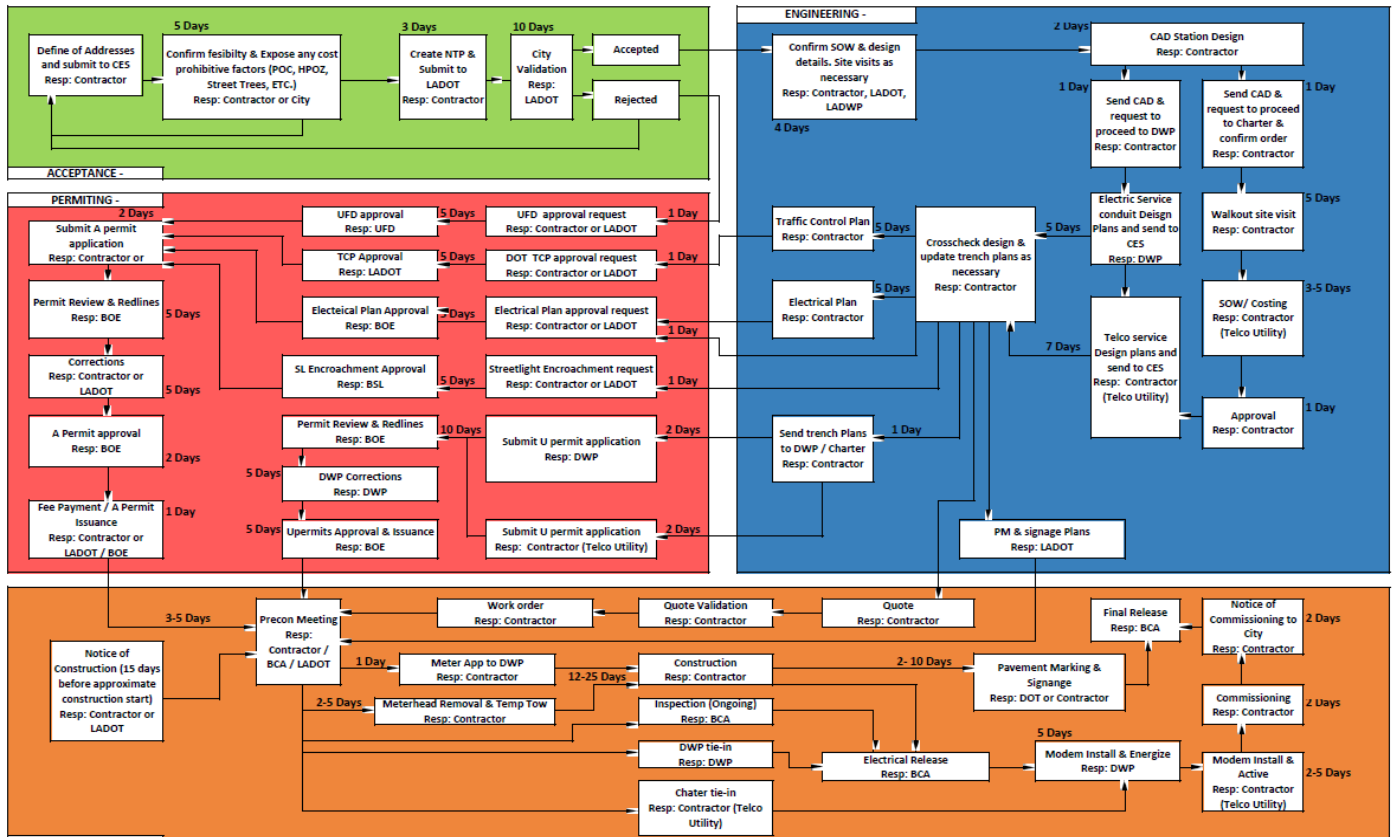 5 Days
3 Days
10 Days
Define of Addresses
and submit to CES
Resp: Contractor
Confirm fesibilty & Expose any cost
prohibitive factors (POC, HPOZ,
Street Trees, ETC.)
Resp: Contractor or City
Create NTP &
Submit to
LADOT
Resp: Contractor
City
Validation
Resp:
LADOT
Accepted
Rejected
ACCEPTANCE -
ENGINEERING -
Confirm SOW & design
details. Site visits as
necessary
Resp: Contractor, LADOT,
LADWP
4 Days
2 Days
CAD Station Design
Resp: Contractor
1 Day
Send CAD &
request to
proceed to DWP
Resp: Contractor
Send CAD &
request to proceed
to Charter &
confirm order
Resp: Contractor
1 Day
Electric Service
conduit Deisgn
Plans and send to
CES
Resp: DWP
Walkout site visit
Resp: Contractor
5 Days
5 Days
Crosscheck design &
update trench plans as
necessary
Resp: Contractor
5 Days
Traffic Control Plan
Resp: Contractor
5 Days
Electrical Plan
Resp: Contractor
Telco service
Design plans and
send to CES
Resp: Contractor
(Telco Utility)
7 Days
SOW/ Costing
Resp: Contractor
(Telco Utility)
3-5 Days
Approval
Resp: Contractor
1 Day
Send trench Plans
to DWP / Charter
Resp: Contractor
1 Day
PM & signage Plans
Resp: LADOT
PERMITING -
2 Days
Submit A permit
application
Resp: Contractor or
UFD approval
Resp: UFD
5 Days
UFD approval request
Resp: Contractor or LADOT
1 Day
TCP Approval
Resp: LADOT
5 Days
DOT TCP approval request
Resp: Contractor or LADOT
1 Day
Permit Review & Redlines
Resp: BOE
5 Days
Electeical Plan Approval
Resp: BOE
5 Days
Electrical Plan approval request
Resp: Contractor or LADOT
1 Day
Corrections
Resp: Contractor or
LADOT
5 Days
SL Encroachment Approval
Resp: BSL
5 Days
Streetlight Encroachment request
Resp: Contractor or LADOT
1 Day
A Permit approval
Resp: BOE
2 Days
Permit Review & Redlines
Resp: BOE
10 Days
Submit U permit application
Resp: DWP
2 Days
5 Days
DWP Corrections
Resp: DWP
Fee Payment / A Permit
Issuance
Resp: Contractor or
LADOT / BOE
1 Day
5 Days
Upermits Approval & Issuance
Resp: BOE
Submit U permit application
Resp: Contractor (Telco Utility)
2 Days
3-5 Days
Precon Meeting
Resp:
Contractor /
BCA / LADOT
Work order
Resp: Contractor
Quote Validation
Resp: Contractor
Quote
Resp: Contractor
Final Release
Resp: BCA
Notice of
Commissioning to
City
Resp: Contractor
2 Days
Notice of
Construction (15 days
before approximate
construction start)
Resp: Contractor or
LADOT
1 Day
Meter App to DWP
Resp: Contractor
12-25 Days
Construction
Resp: Contractor
2- 10 Days
Pavement Marking &
Signange
Resp: DOT or Contractor
2-5 Days
Meterhead Removal & Temp Tow
Resp: Contractor
Inspection (Ongoing)
Resp: BCA
Commissioning
Resp: Contractor
2 Days
DWP tie-in
Resp: DWP
Electrical Release
Resp: BCA
5 Days
Modem Install & Energize
Resp: DWP
Modem Install &
Active
Resp: Contractor
(Telco Utility)
2-5 Days
Chater tie-in
Resp: Contractor (Telco
Utility)